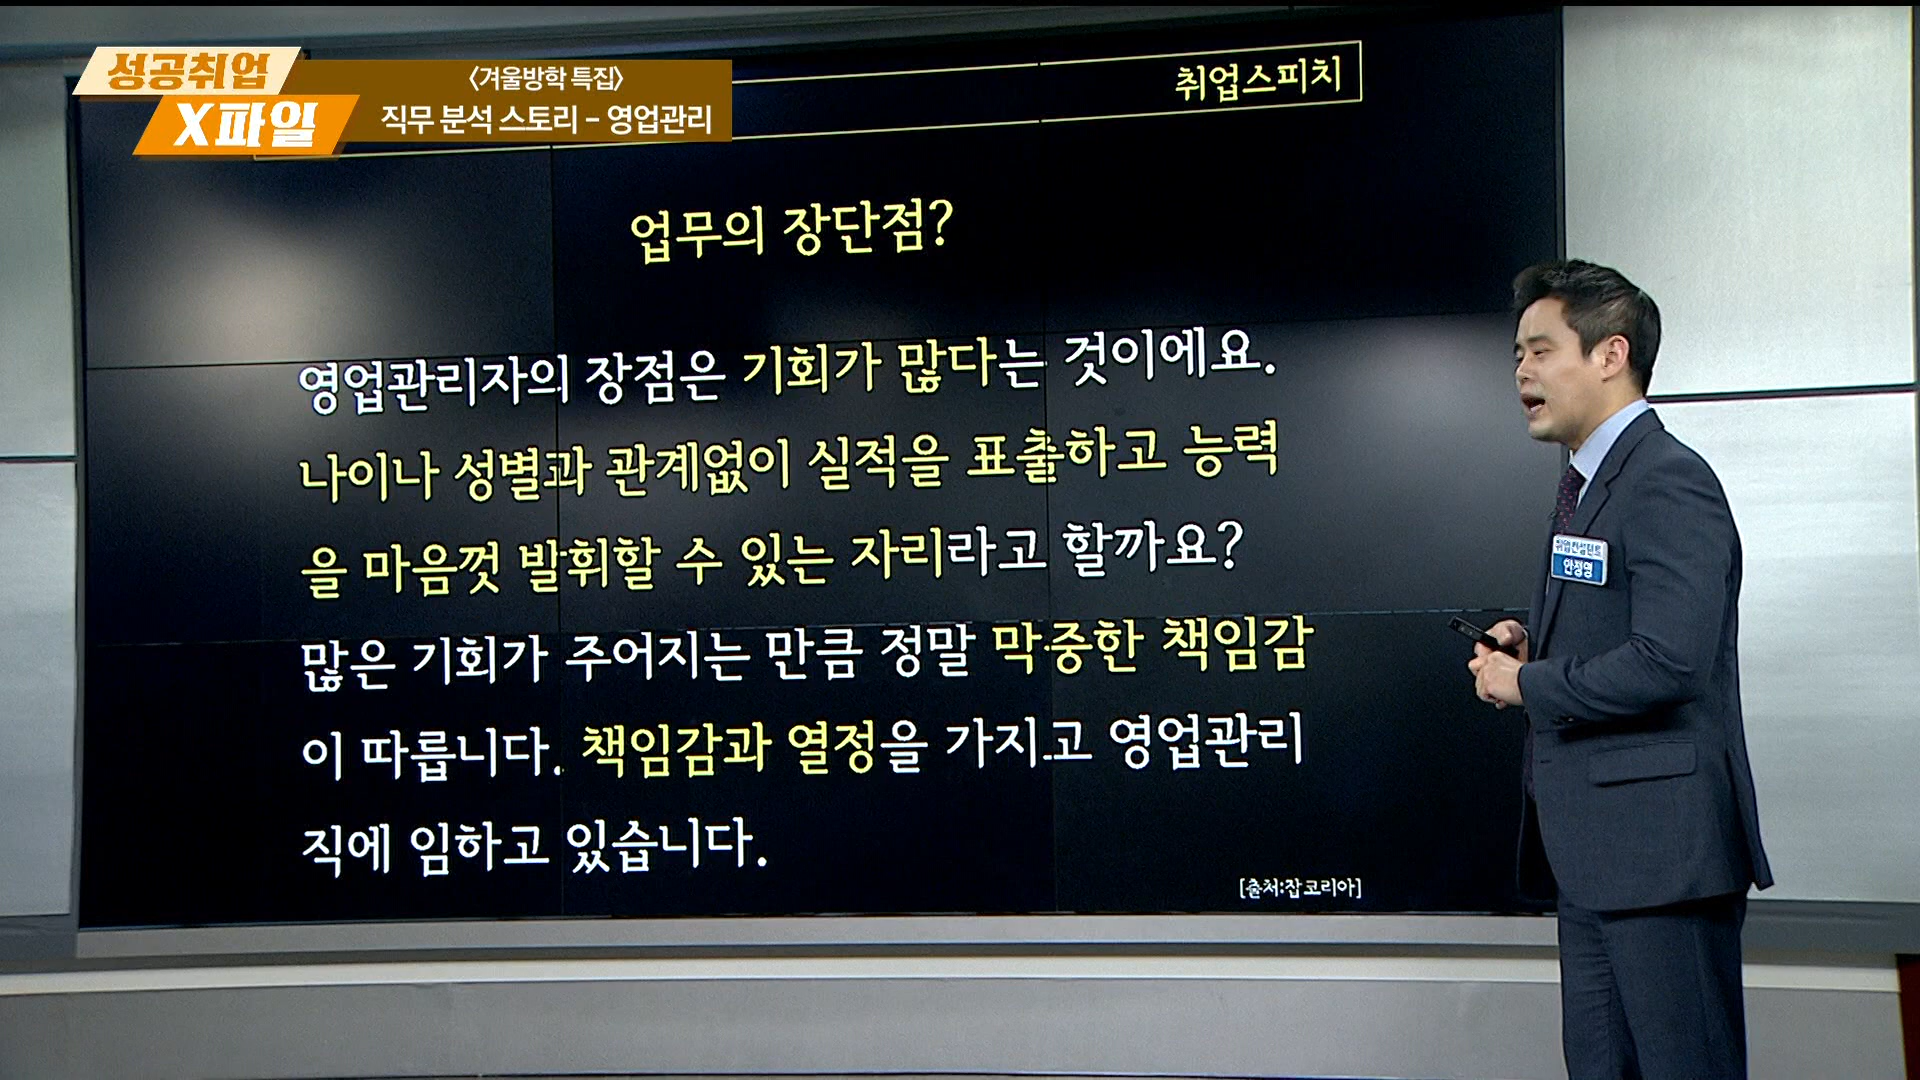 성공취업
X파일
<겨울방학 특집>
직무 분석 스토리 - 영업관리
취업스피치
업무의 장단점?
영업관리자의 장점은 기회가 많다는 것이에요.
나이나 성별과 관계없이 실적을 표출하고 능력
을 마음껏 발휘할 수 있는 자리라고 할까요?
많은 기회가 주어지는 만큼 정말 막중한 책임감
이 따릅니다. 책임감과 열정을 가지고 영업관리
직에 임하고 있습니다.
[출처:잡코리아]
취업컨설턴트
안정영